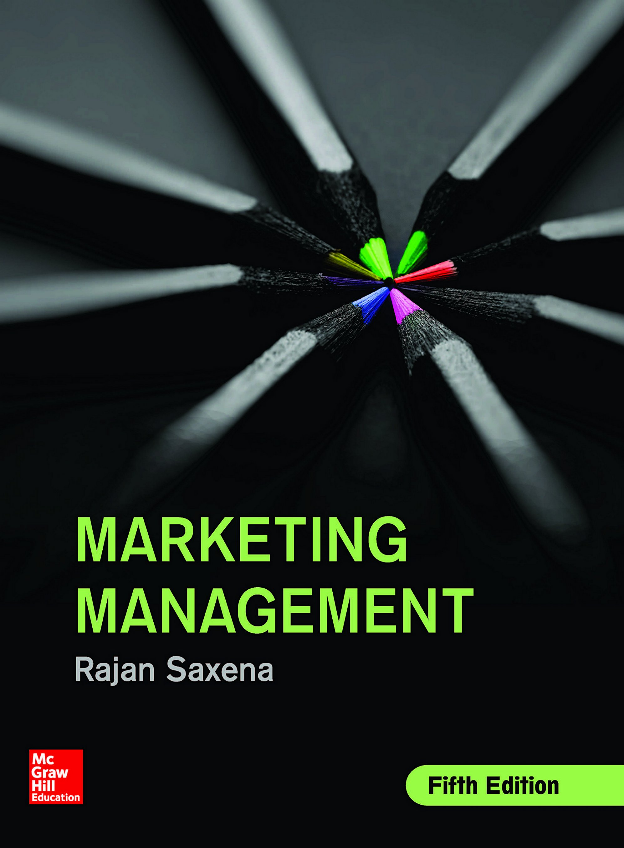 MARKETING
MANAGEMENT
Rajan Saxena
Mc
Graw
Hill
Education
Fifth Edition